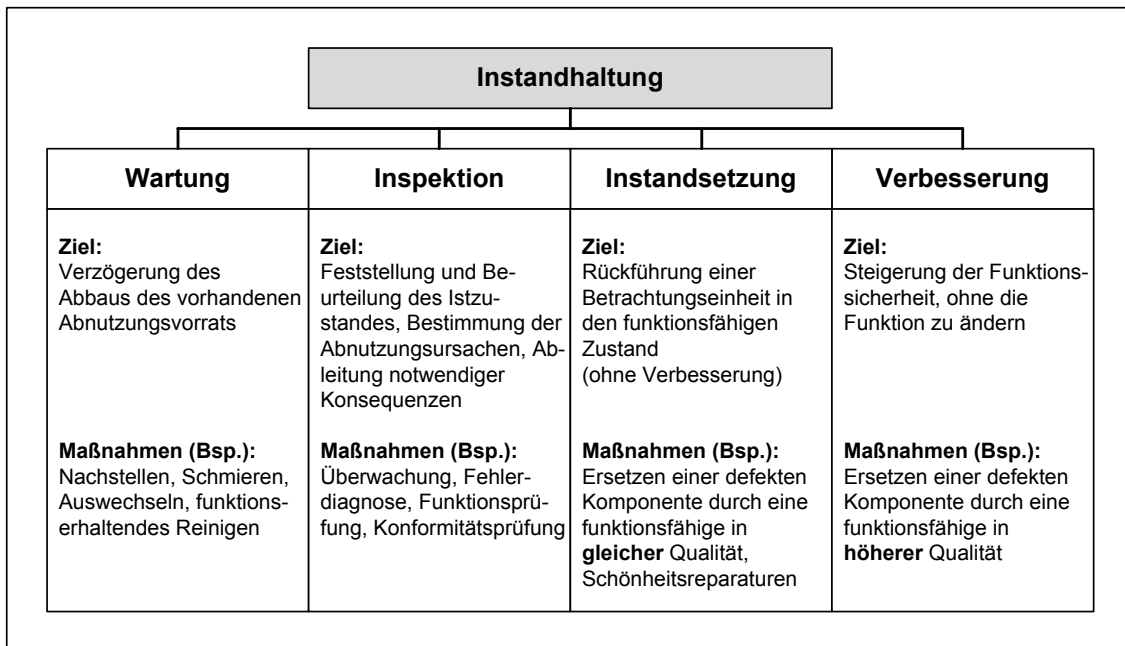 Instandhaltung
Wartung
Ziel:
Verzögerung des
Abbaus des vorhandenen
Abnutzungsvorrats
Maßnahmen (Bsp.):
Nachstellen, Schmieren,
Auswechseln, funktions-
erhaltendes Reinigen
Inspektion
Ziel:
Feststellung und Be-
urteilung des Istzu-
standes, Bestimmung der
Abnutzungsursachen, Ab-
leitung notwendiger
Konsequenzen
Maßnahmen (Bsp.):
Überwachung, Fehler-
diagnose, Funktionsprü-
fung, Konformitätsprüfung
Instandsetzung
Ziel:
Rückführung einer
Betrachtungseinheit in
den funktionsfähigen
Zustand
(ohne Verbesserung)
Maßnahmen (Bsp.):
Ersetzen einer defekten
Komponente durch eine
funktionsfähige in
gleicher Qualität,
Schönheitsreparaturen
Verbesserung
Ziel:
Steigerung der Funktions-
sicherheit, ohne die
Funktion zu ändern
Maßnahmen (Bsp.):
Ersetzen einer defekten
Komponente durch eine
funktionsfähige in
höherer Qualität